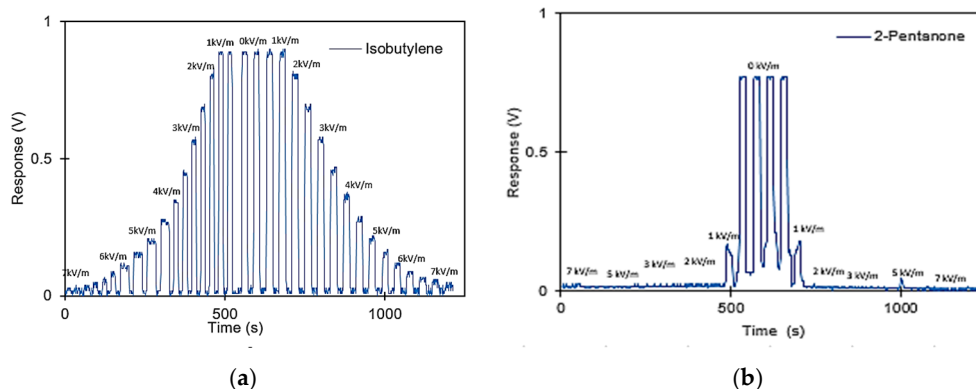 1
Isobutylene
1kV/m 0kV/m 1kV/m
2kV/m 2kV/m
3kV/m 3kV/m
4kV/m 4kV/m
5kV/m 5kV/m
6kV/m 6kV/m
7kV/m 7kV/m
Response (V)
0.5
0
0 500 1000
Time (s)
(a)
1
2-Pentanone
0 kV/m
1 kV/m 1 kV/m
7 kV/m 5 kV/m 3 kV/m 2 kV/m 2 kV/m 3 kV/m 5 kV/m 7 kV/m
Response (V)
0.5
0
0 500 1000
Time (s)
(b)